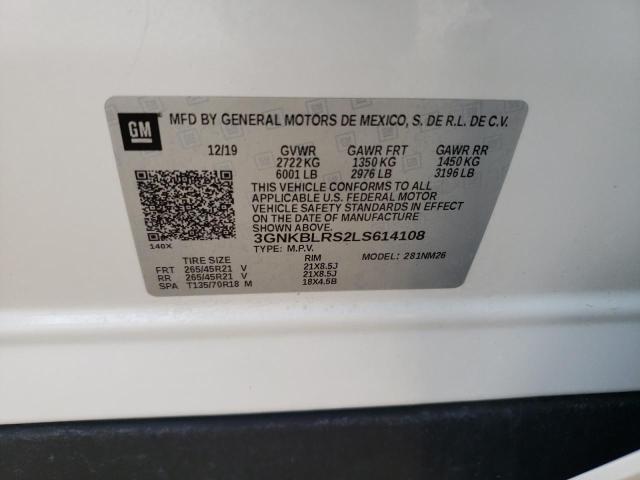 GM
MFD BY GENERAL MOTORS DE MEXICO, S. DE R.L. DE C.V.
12/19 GVWR GAWR FRT GAWR RR
2722 KG 1350 KG 1450 KG
6001 LB 2976 LB 3196 LB
THIS VEHICLE CONFORMS TO ALL
APPLICABLE U.S. FEDERAL MOTOR
VEHICLE SAFETY STANDARDS IN EFFECT
ON THE DATE OF MANUFACTURE SHOWN ABOVE.
3GNKBLRS2LS614108
140X TYPE: M.P.V. MODEL: 281NM26
TIRE SIZE RIM
FRT 265/45R21 V 21X8.5J
RR 265/45R21 V 21X8.5J
SPA T135/70R18 M 18X4.5B